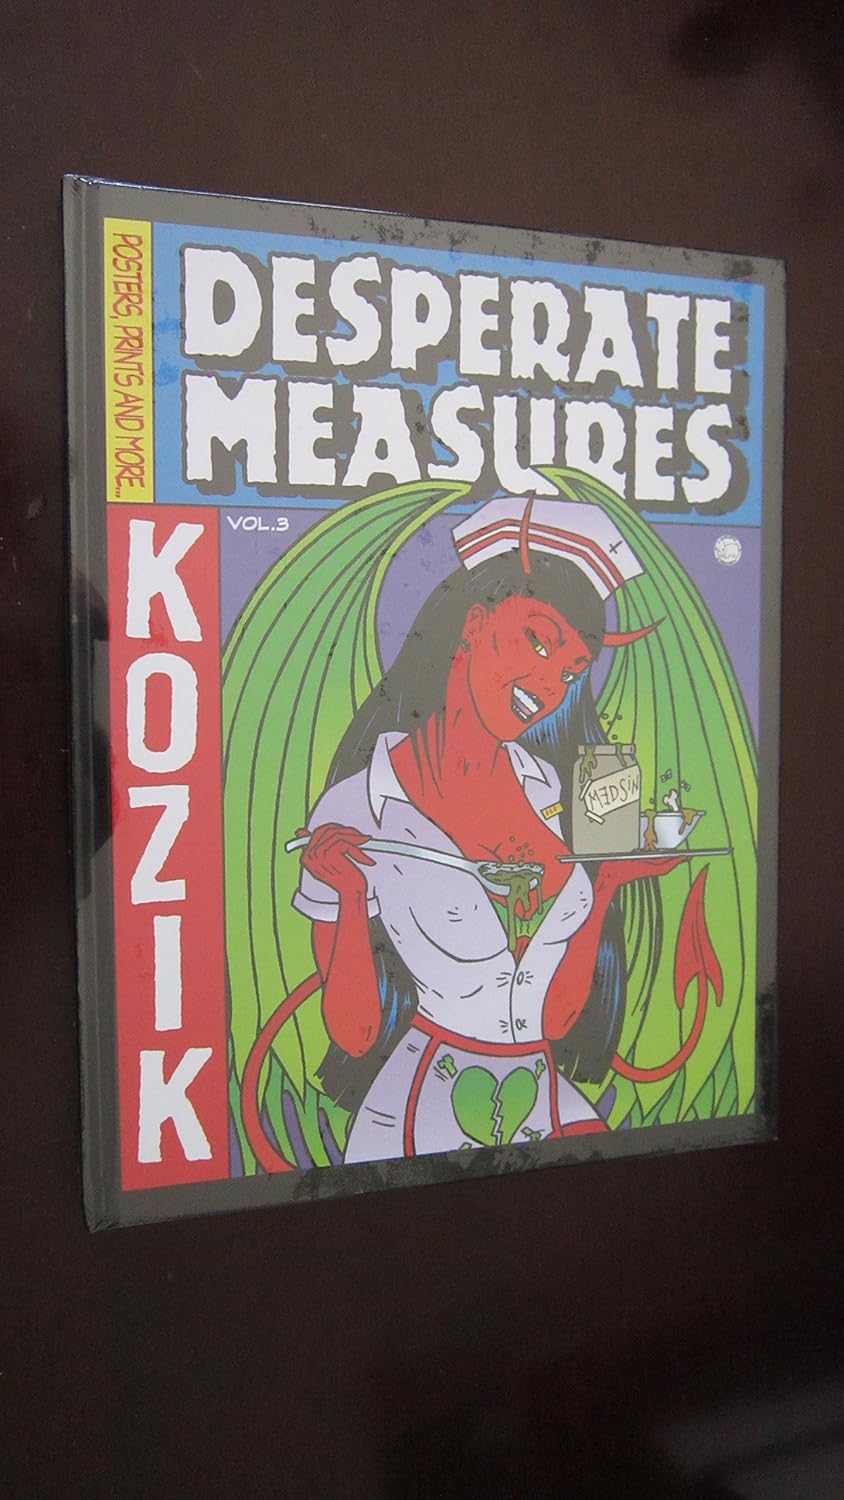 POSTERS, PRINTS AND MORE...
DESPERATE
MEASURES
KOZIK
VOL.3
MEDSiN